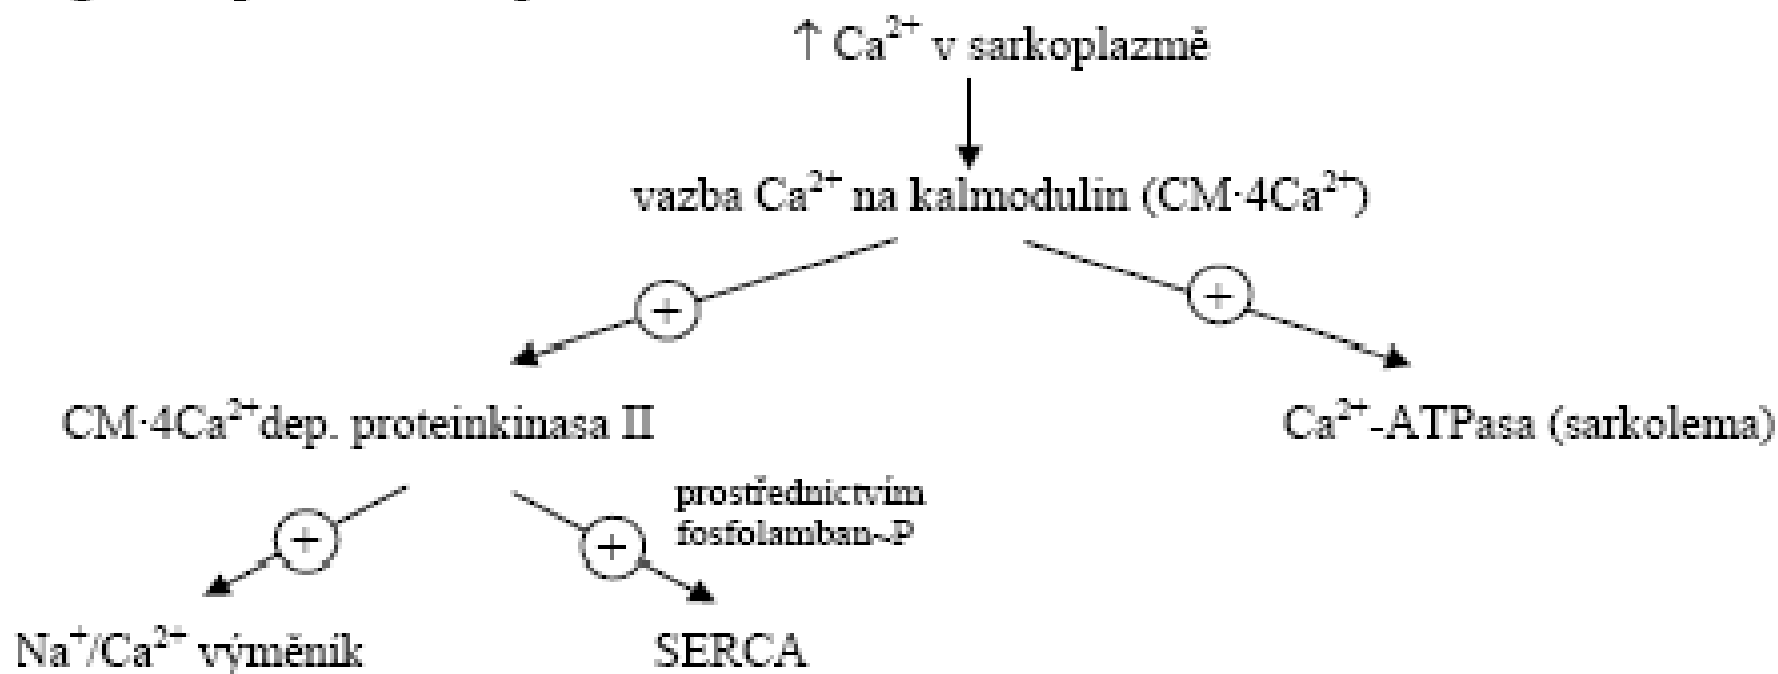 ↑ Ca²⁺ v sarkoplazmě
vazba Ca²⁺ na kalmodulin (CM·4Ca²⁺)
+
+
CM·4Ca²⁺dep. proteinkinasa II
Ca²⁺-ATPasa (sarkolema)
prostřednictvím
fosfolamban~P
+
+
Na⁺/Ca²⁺ výměník
SERCA